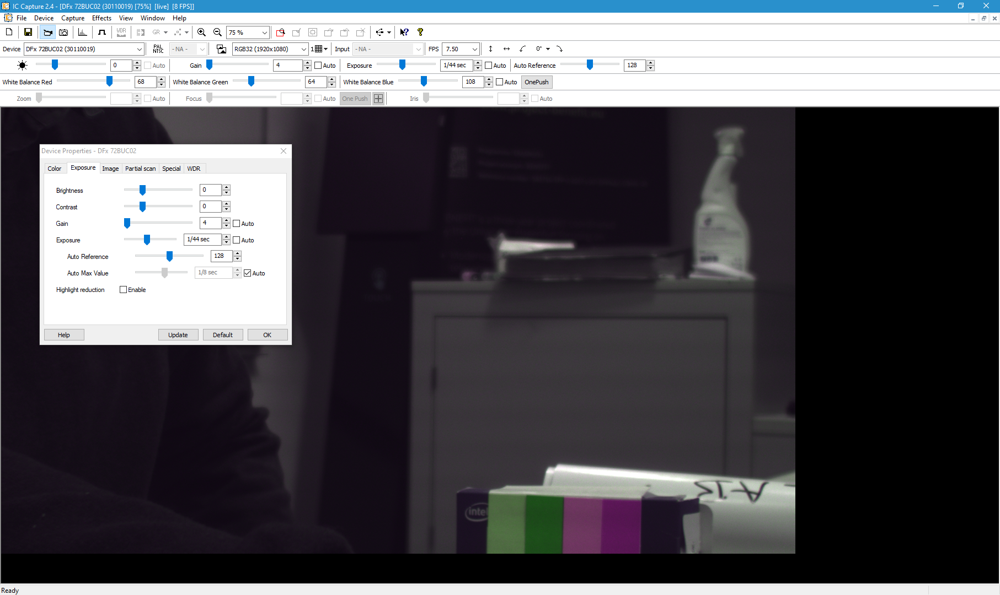 IC Capture 2.4 - [DFx 72BUC02 (30110019) [75%] [live] [8 FPS]]
File Device Capture Effects View Window Help
WDR GR 75 %
Device DFx 72BUC02 (30110019) PAL NTSC - NA - RGB32 (1920x1080) 1 Input - NA - FPS 7.50 0°
0 Auto Gain 4 Auto Exposure 1/44 sec Auto Auto Reference 128
White Balance Red 68 White Balance Green 64 White Balance Blue 108 Auto OnePush
Zoom Auto Focus Auto One Push Iris Auto
Device Properties - DFx 72BUC02
Color Exposure Image Partial scan Special WDR
Brightness 0
Contrast 0
Gain 4 Auto
Exposure 1/44 sec Auto
Auto Reference 128
Auto Max Value 1/8 sec Auto
Highlight reduction Enable
Help Update Default OK
intel
Ready